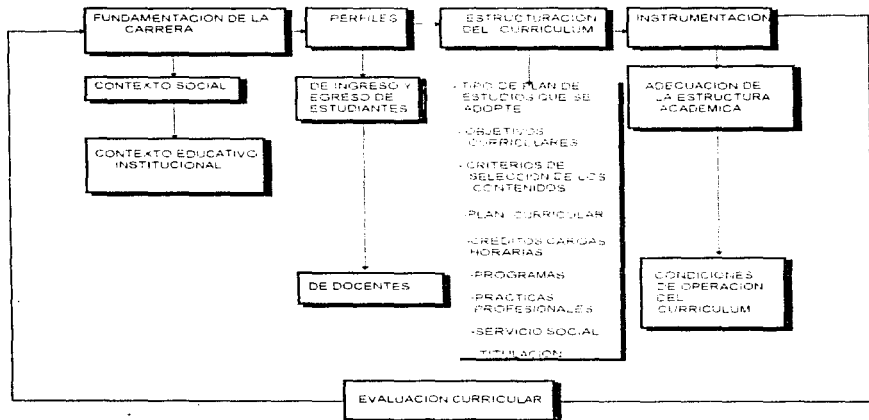 FUNDAMENTACION DE LA
CARRERA
PERFILES
ESTRUCTURACION
DEL CURRICULUM
INSTRUMENTACION
CONTEXTO SOCIAL
CONTEXTO EDUCATIVO
INSTITUCIONAL
DE INGRESO Y
EGRESO DE
ESTUDIANTES
DE DOCENTES
-TIPO DE PLAN DE
ESTUDIOS QUE SE
ADOPTE
-OBJETIVOS
CURRICULARES
-CRITERIOS DE
SELECCION DE LOS
CONTENIDOS
-PLAN CURRICULAR
-CREDITOS CARGAS
HORARIAS
-PROGRAMAS
-PRACTICAS
PROFESIONALES
-SERVICIO SOCIAL
TITULACION
ADECUACION DE
LA ESTRUCTURA
ACADEMICA
CONDICIONES
DE OPERACION
DEL
CURRICULUM
EVALUACION CURRICULAR